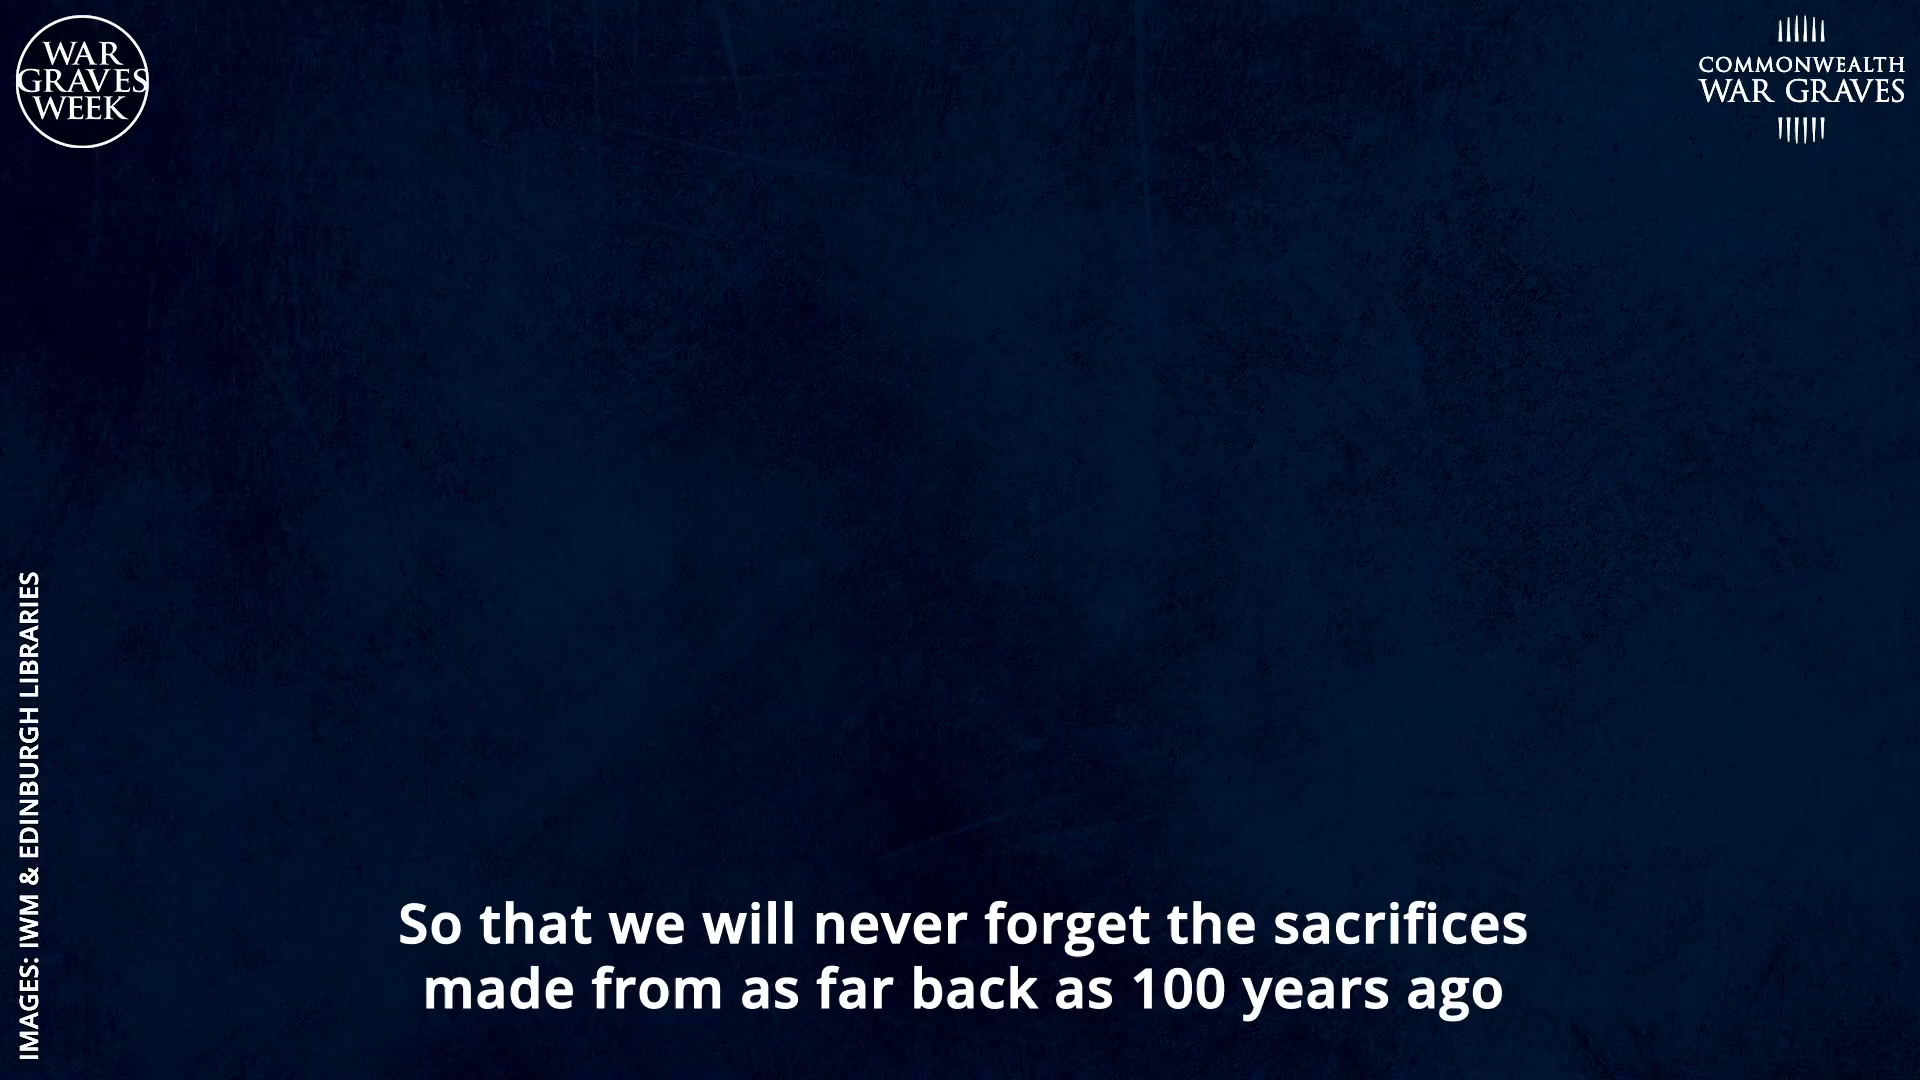 WAR
GRAVES
WEEK
COMMONWEALTH
WAR GRAVES
IMAGES: IWM & EDINBURGH LIBRARIES
So that we will never forget the sacrifices
made from as far back as 100 years ago